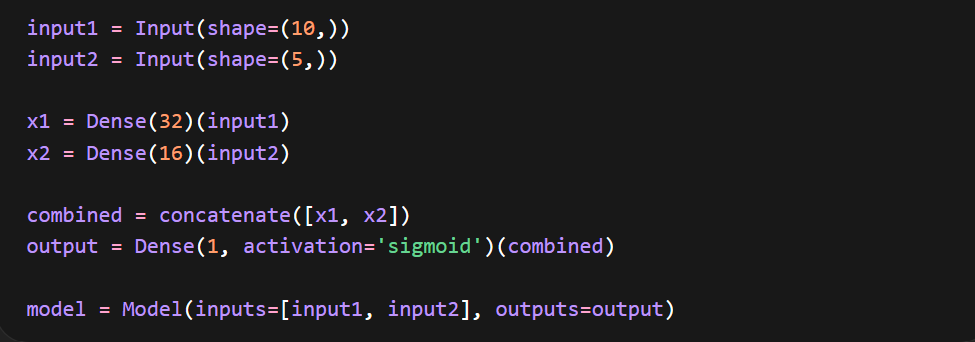 input1 = Input(shape=(10,))
input2 = Input(shape=(5,))
x1 = Dense(32)(input1)
x2 = Dense(16)(input2)
combined = concatenate([x1, x2])
output = Dense(1, activation='sigmoid')(combined)
model = Model(inputs=[input1, input2], outputs=output)